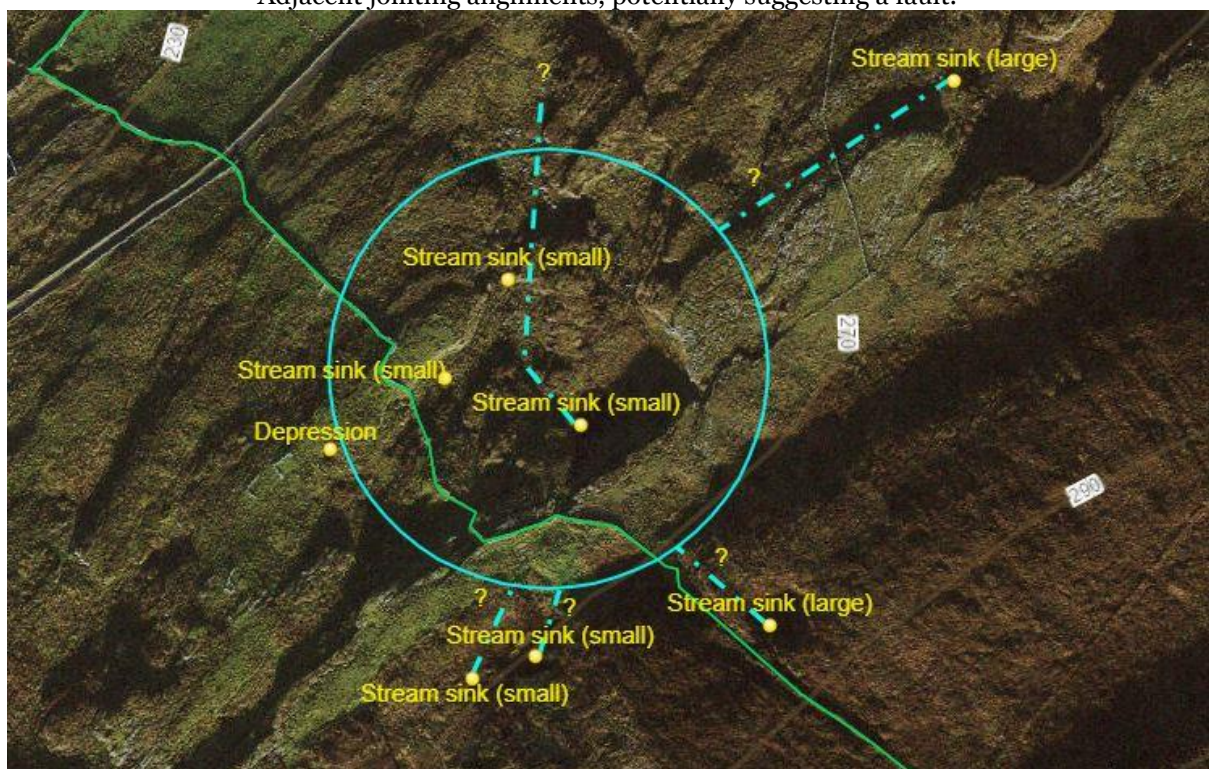 Adjacent jointing alignments, potentially suggesting a fault.
230
?
Stream sink (large)
?
Stream sink (small)
270
Stream sink (small)
Stream sink (small)
Depression
290
?
?
?
Stream sink (large)
Stream sink (small)
Stream sink (small)